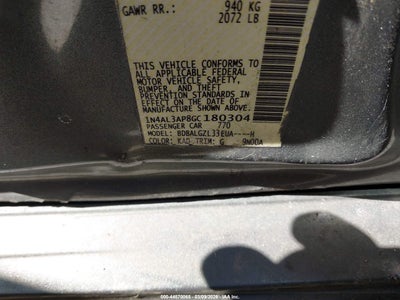 GAWR RR.: 940 KG
2072 LB
THIS VEHICLE CONFORMS TO
ALL APPLICABLE FEDERAL
MOTOR VEHICLE SAFETY,
BUMPER, AND THEFT
PREVENTION STANDARDS
IN EFFECT ON THE DATE OF
MANUFACTURE SHOWN ABOVE.
1N4AL3AP8GC180304
PASSENGER CAR 770
MODEL: BDBALGZL33EUA----H
COLOR: KAD TRIM: G 9N00A